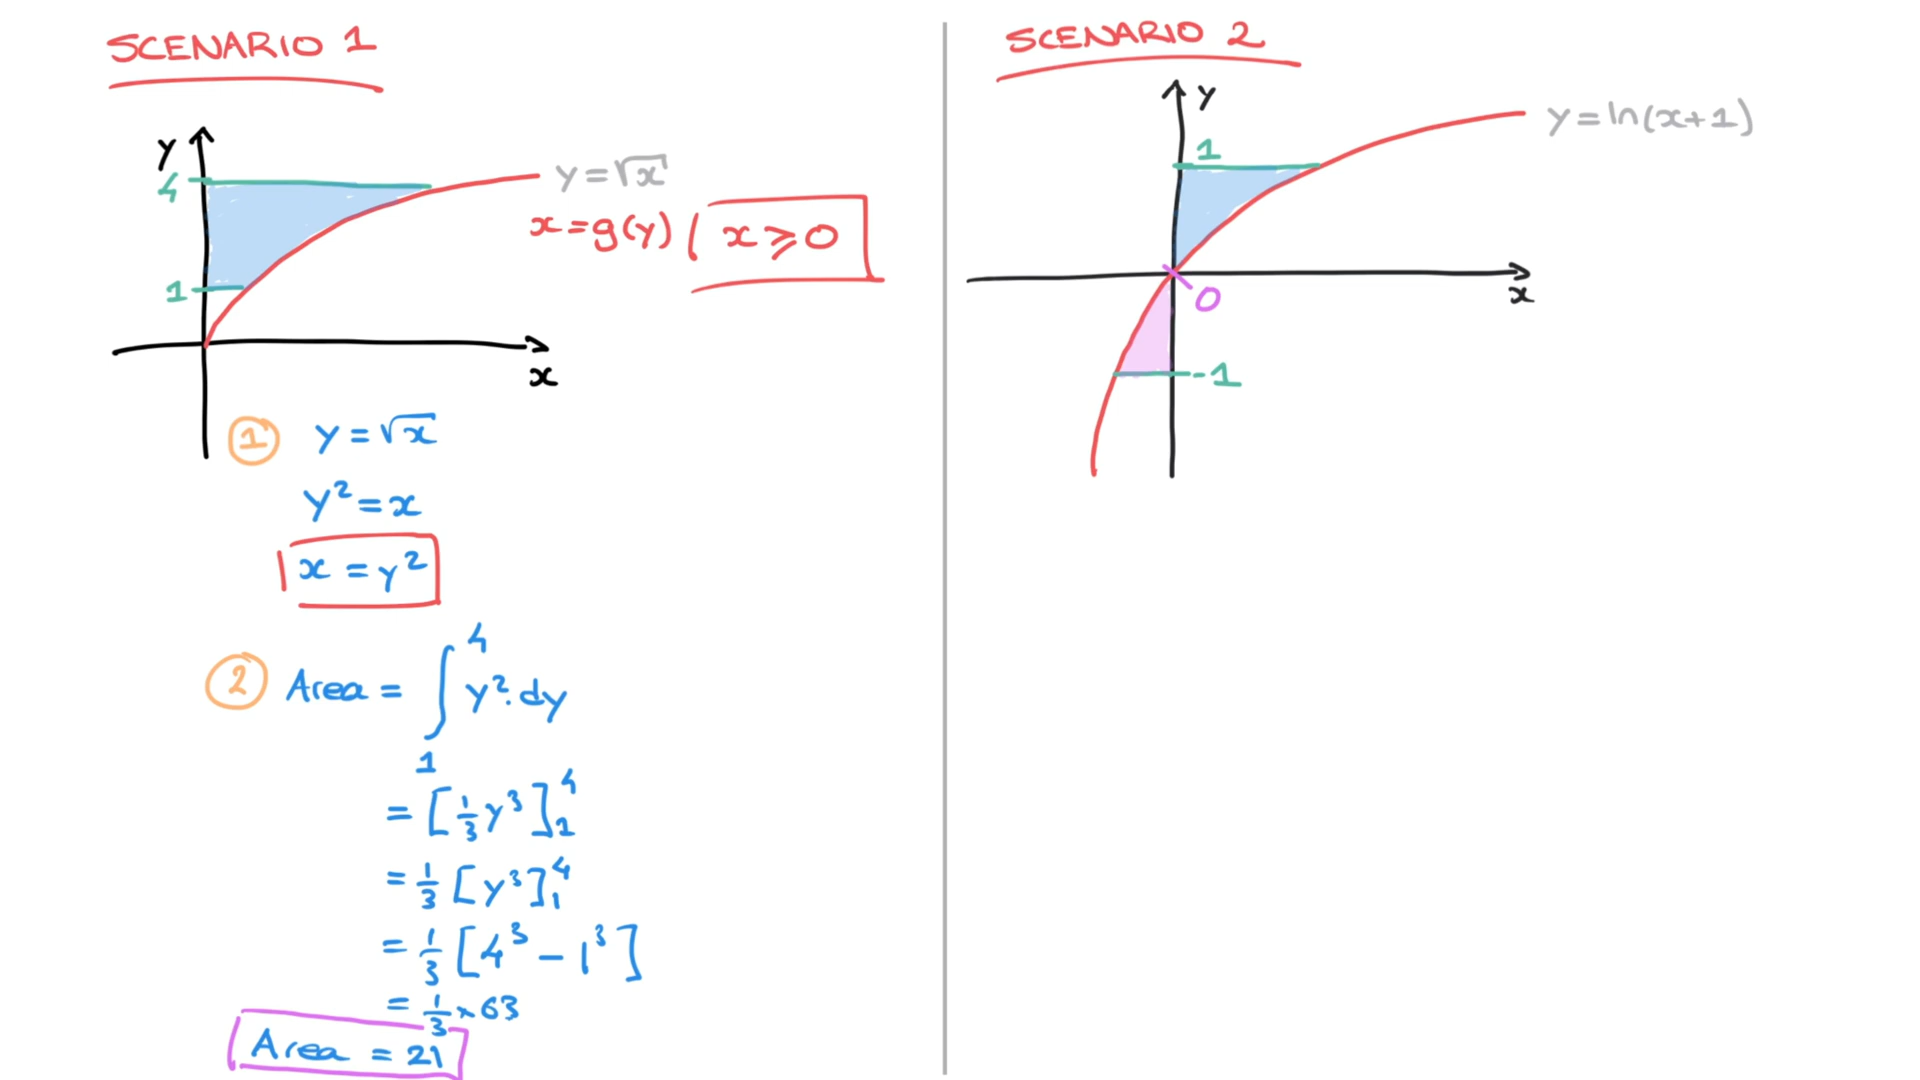 SCENARIO 1
y
4
y = √x
x = g(y)
x ⩾ 0
1
x
① y = √x
y² = x
x = y²
② Area = ∫₁⁴ y². dy
= [⅓y³]₁⁴
= ⅓ [y³]₁⁴
= ⅓ [4³ − 1³]
= ⅓ × 63
Area = 21
SCENARIO 2
y
y = ln(x+1)
1
0
x
-1